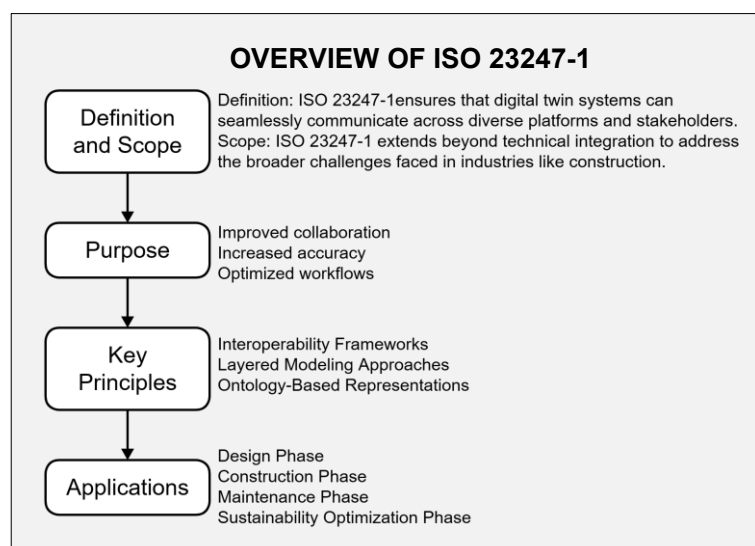 OVERVIEW OF ISO 23247-1
Definition
and Scope
Definition: ISO 23247-1ensures that digital twin systems can
seamlessly communicate across diverse platforms and stakeholders.
Scope: ISO 23247-1 extends beyond technical integration to address
the broader challenges faced in industries like construction.
Purpose
Improved collaboration
Increased accuracy
Optimized workflows
Key
Principles
Interoperability Frameworks
Layered Modeling Approaches
Ontology-Based Representations
Applications
Design Phase
Construction Phase
Maintenance Phase
Sustainability Optimization Phase